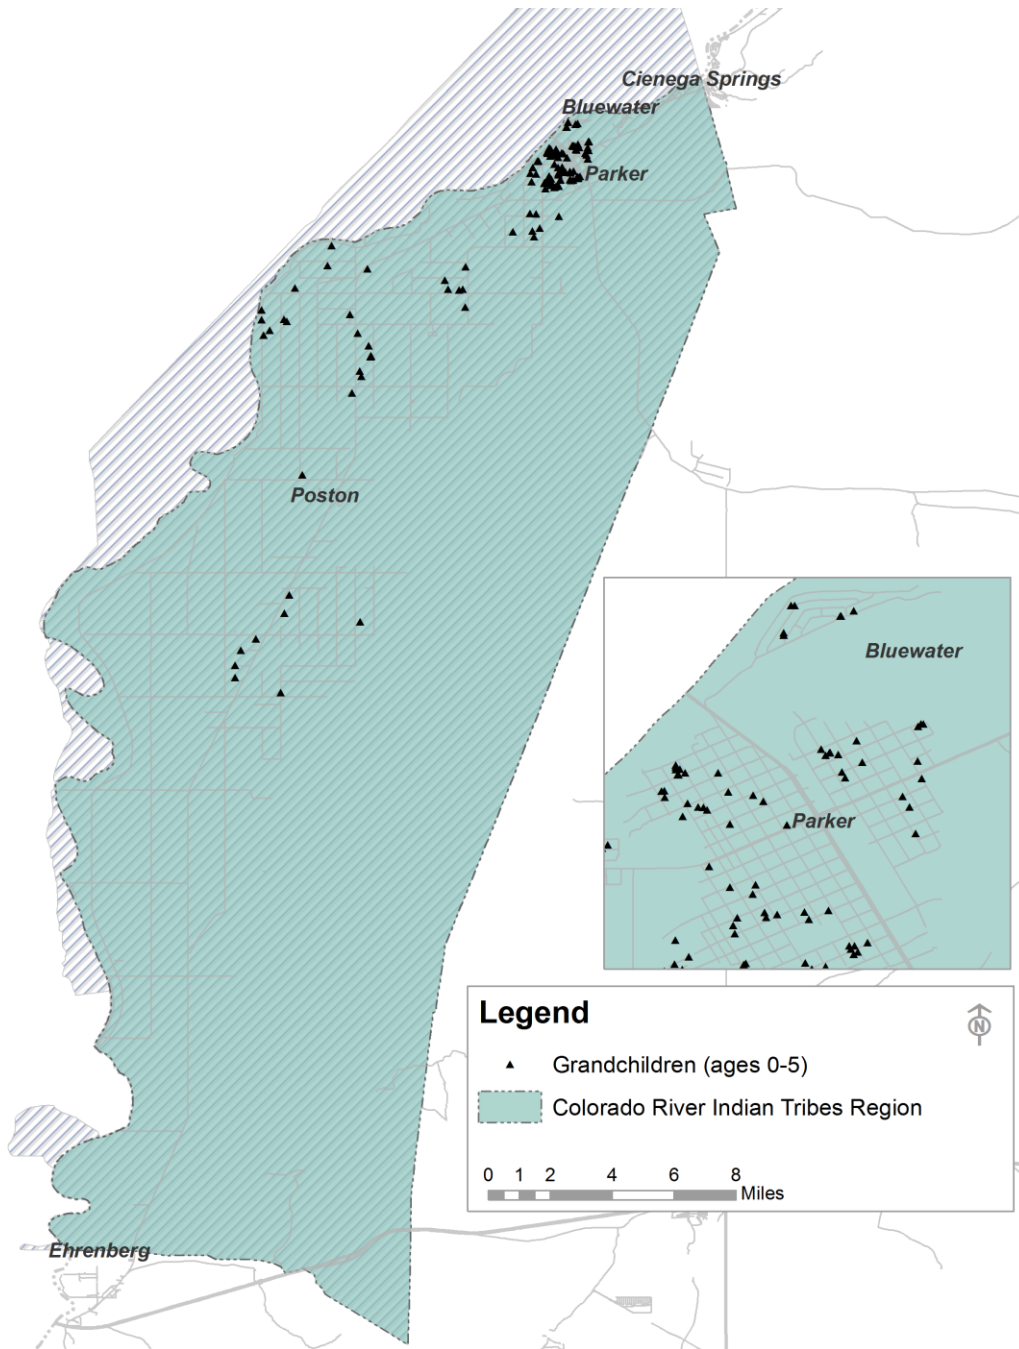 Cienega Springs
Bluewater
Parker
Poston
Bluewater
Parker
Legend
N
Grandchildren (ages 0-5)
Colorado River Indian Tribes Region
0 1 2 4 6 8
Miles
Ehrenberg